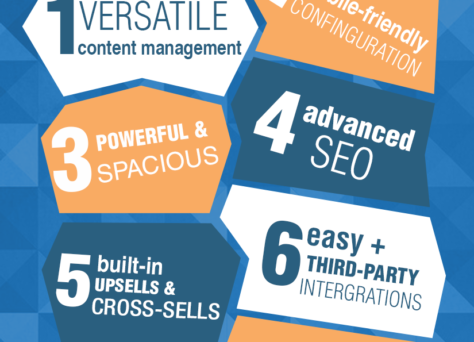 1 VERSATILE
content management
mobile-friendly
CONFINGURATION
3 POWERFUL &
SPACIOUS
4 advanced
SEO
5 built-in
UPSELLS &
CROSS-SELLS
6 easy +
THIRD-PARTY
INTERGRATIONS